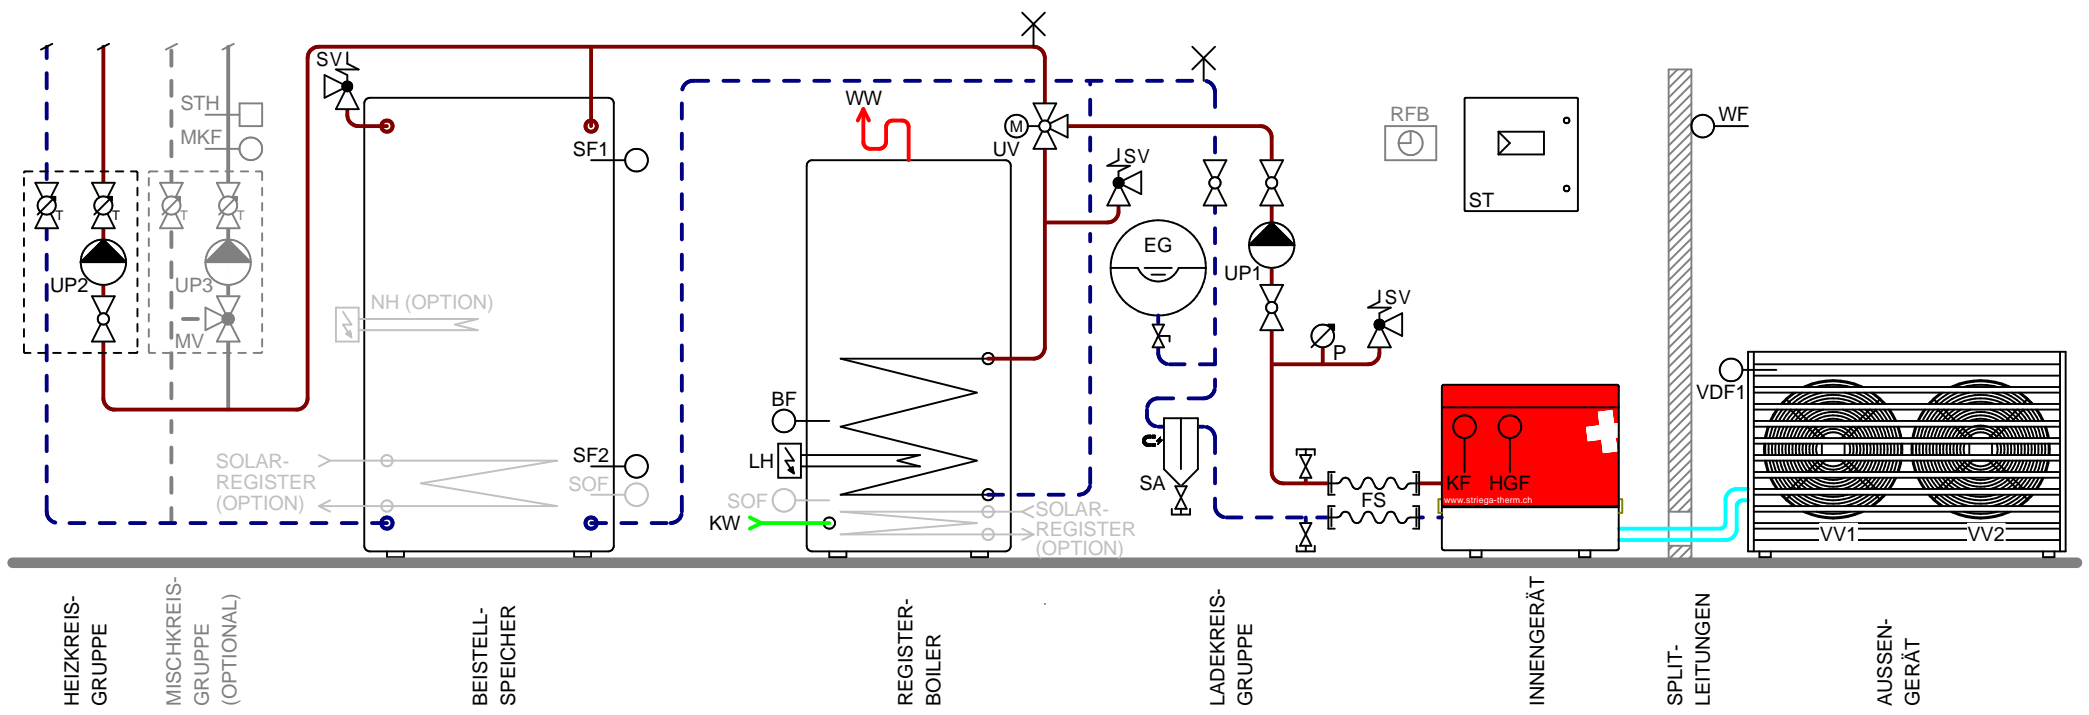 SV
WW
STH
MKF
SF1
M
UV
SV
RFB
WF
ST
T
T
T
T
EG
UP2
UP3
UP1
NH (OPTION)
SV
MV
P
VDF1
BF
SOLAR-
REGISTER
(OPTION)
SF2
SOF
LH
SOF
KW
SOLAR-
REGISTER
(OPTION)
SA
FS
KF
HGF
www.striega-therm.ch
VV1
VV2
HEIZKREIS-
GRUPPE
MISCHKREIS-
GRUPPE
(OPTIONAL)
BEISTELL-
SPEICHER
REGISTER-
BOILER
LADEKREIS-
GRUPPE
INNENGERÄT
SPLIT-
LEITUNGEN
AUSSEN-
GERÄT